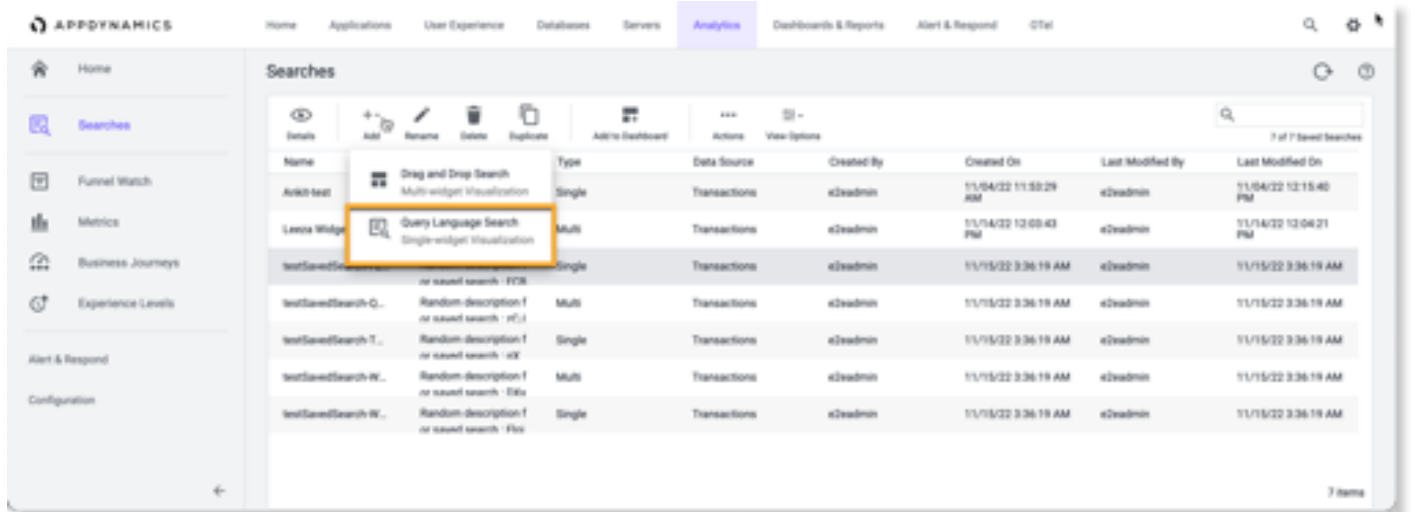 APPDYNAMICS
Home Applications User Experience Databases Servers Analytics Dashboards & Reports Alert & Respond OTel
Home
Searches
Funnel Watch
Metrics
Business Journeys
Experience Levels
Alert & Respond
Configuration
Searches
Details Add Rename Delete Duplicate Add to Dashboard Actions View Options
7 of 7 Saved Searches
Name Type Data Source Created By Created On Last Modified By Last Modified On
Drag and Drop Search
Multi-widget Visualization
Query Language Search
Single-widget Visualization
Ankit-test Single Transactions e2eadmin 11/04/22 11:53:29 AM e2eadmin 11/04/22 12:15:40 PM
Leeza Widge Multi Transactions e2eadmin 11/14/22 12:03:43 PM e2eadmin 11/14/22 12:04:21 PM
testSavedSearch Single Transactions e2eadmin 11/15/22 3:36:19 AM e2eadmin 11/15/22 3:36:19 AM
or saved search :
testSavedSearch-Q... Random description f Multi Transactions e2eadmin 11/15/22 3:36:19 AM e2eadmin 11/15/22 3:36:19 AM
or saved search :
testSavedSearch-T... Random description f Single Transactions e2eadmin 11/15/22 3:36:19 AM e2eadmin 11/15/22 3:36:19 AM
or saved search :
testSavedSearch-W... Random description f Multi Transactions e2eadmin 11/15/22 3:36:19 AM e2eadmin 11/15/22 3:36:19 AM
or saved search :
testSavedSearch-W... Random description f Single Transactions e2eadmin 11/15/22 3:36:19 AM e2eadmin 11/15/22 3:36:19 AM
or saved search :
7 items